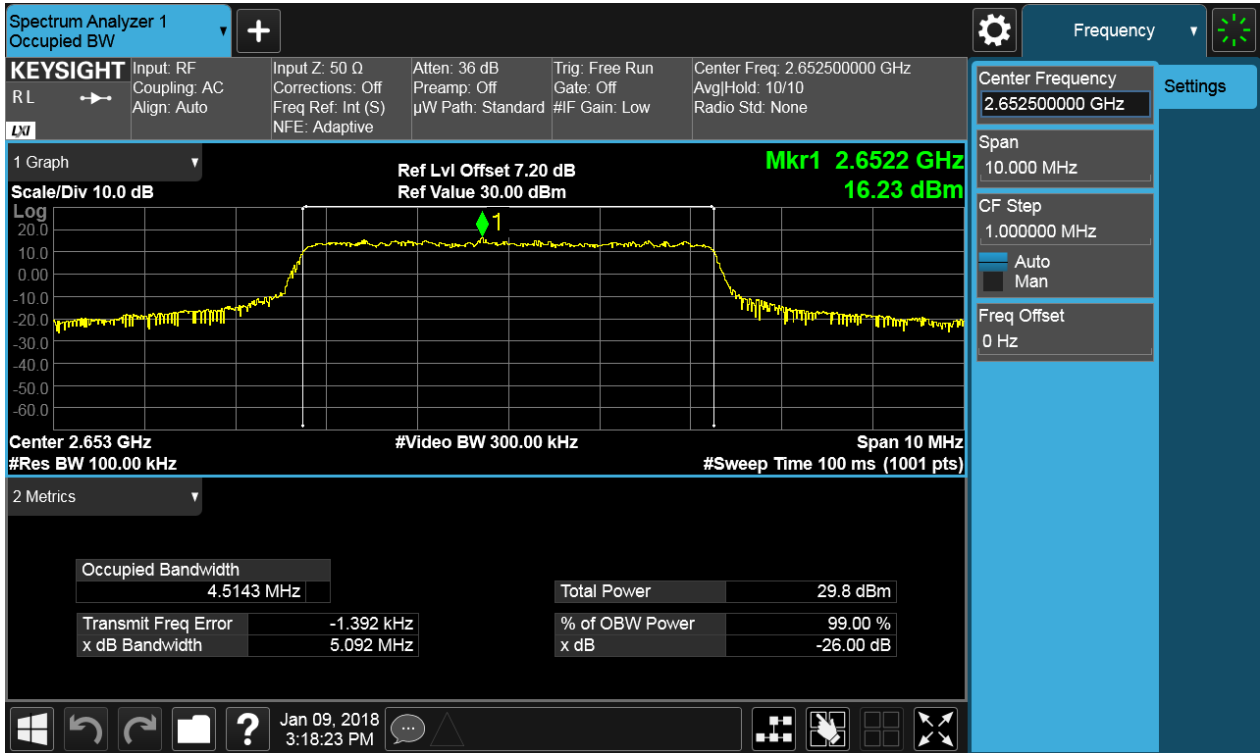 Spectrum Analyzer 1
Occupied BW
Frequency
KEYSIGHT
RL
LXI
Input: RF
Coupling: AC
Align: Auto
Input Z: 50 Ω
Corrections: Off
Freq Ref: Int (S)
NFE: Adaptive
Atten: 36 dB
Preamp: Off
µW Path: Standard
Trig: Free Run
Gate: Off
#IF Gain: Low
Center Freq: 2.652500000 GHz
Avg|Hold: 10/10
Radio Std: None
Center Frequency
2.652500000 GHz
Settings
Span
10.000 MHz
CF Step
1.000000 MHz
Auto
Man
Freq Offset
0 Hz
1 Graph
Scale/Div 10.0 dB
Ref Lvl Offset 7.20 dB
Ref Value 30.00 dBm
Mkr1 2.6522 GHz
16.23 dBm
Log
1
20.0
10.0
0.00
-10.0
-20.0
-30.0
-40.0
-50.0
-60.0
Center 2.653 GHz
#Video BW 300.00 kHz
Span 10 MHz
#Res BW 100.00 kHz
#Sweep Time 100 ms (1001 pts)
2 Metrics
Occupied Bandwidth
4.5143 MHz
Total Power 29.8 dBm
Transmit Freq Error -1.392 kHz
% of OBW Power 99.00 %
x dB Bandwidth 5.092 MHz
x dB -26.00 dB
Jan 09, 2018
3:18:23 PM